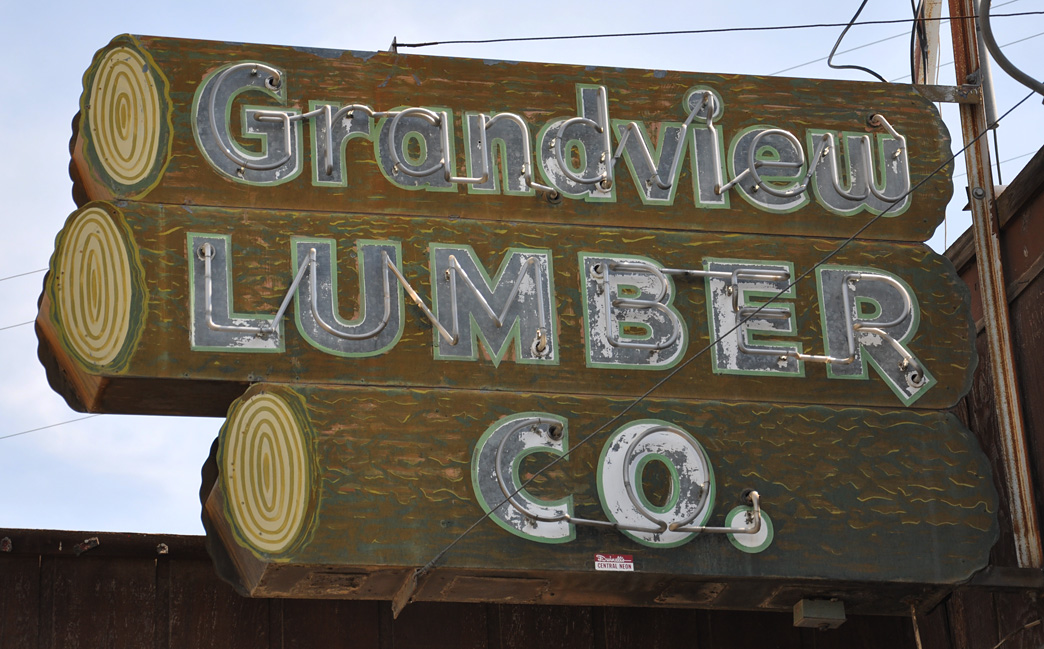 Grandview
LUMBER
CO.
CENTRAL NEON